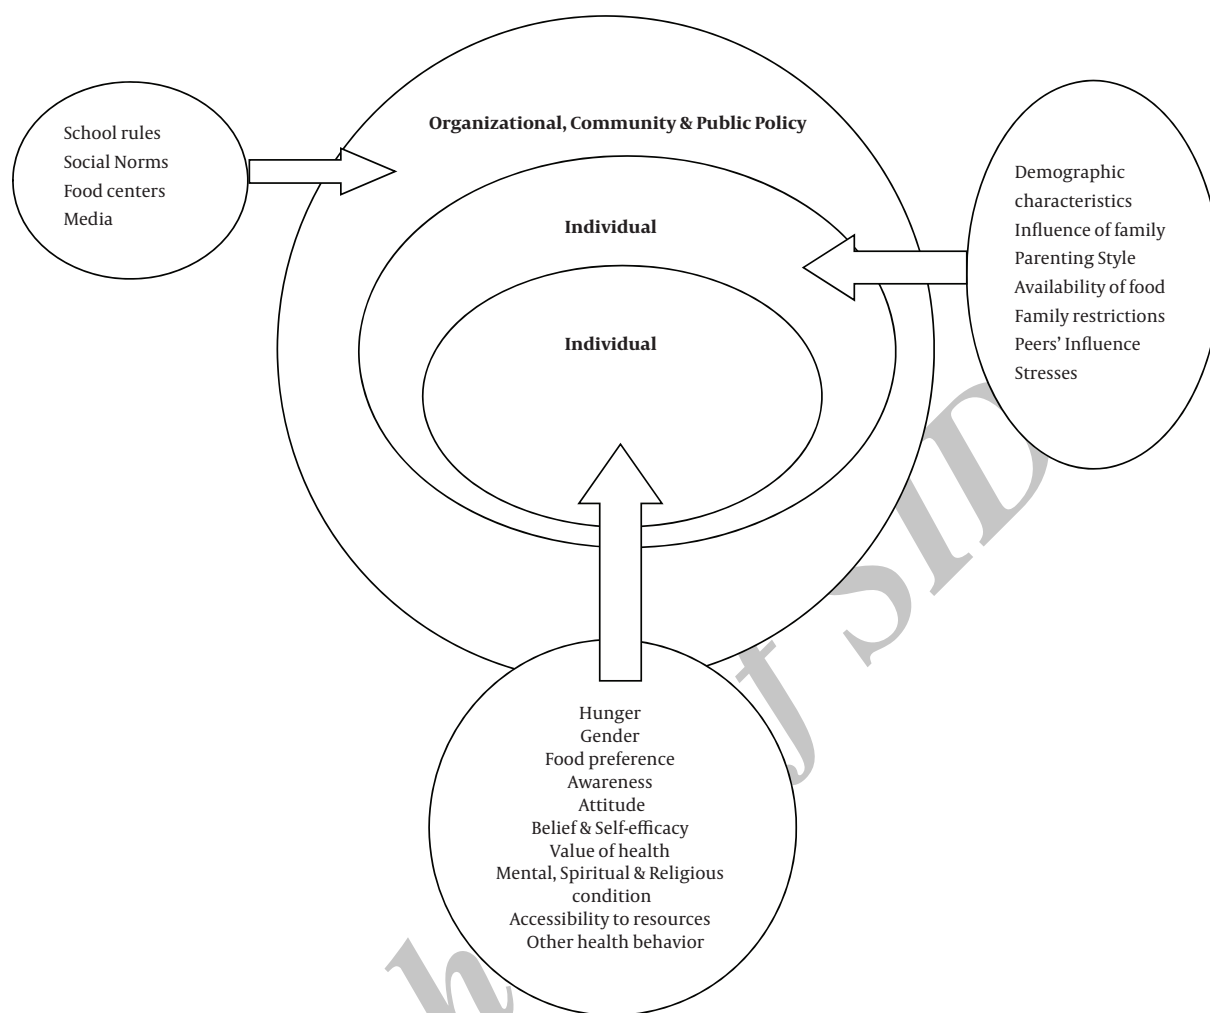 Organizational, Community & Public Policy
Individual
Individual
School rules
Social Norms
Food centers
Media
Demographic
characteristics
Influence of family
Parenting Style
Availability of food
Family restrictions
Peers' Influence
Stresses
Hunger
Gender
Food preference
Awareness
Attitude
Belief & Self-efficacy
Value of health
Mental, Spiritual & Religious
condition
Accessibility to resources
Other health behavior
SID